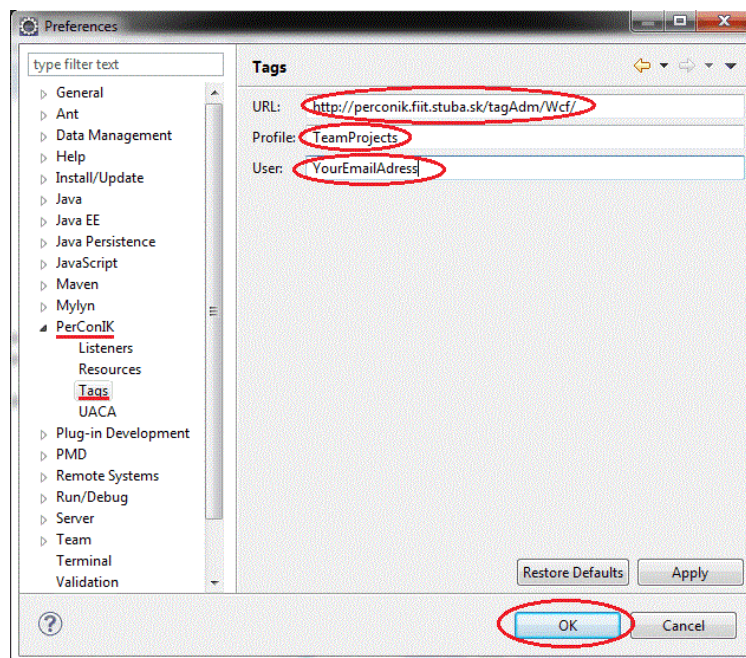 Preferences
type filter text
General
Ant
Data Management
Help
Install/Update
Java
Java EE
Java Persistence
JavaScript
Maven
Mylyn
PerConIK
Listeners
Resources
Tags
UACA
Plug-in Development
PMD
Remote Systems
Run/Debug
Server
Team
Terminal
Validation
Tags
URL: http://perconik.fiit.stuba.sk/tagAdm/Wcf/
Profile: TeamProjects
User: YourEmailAdress
Restore Defaults Apply
OK Cancel